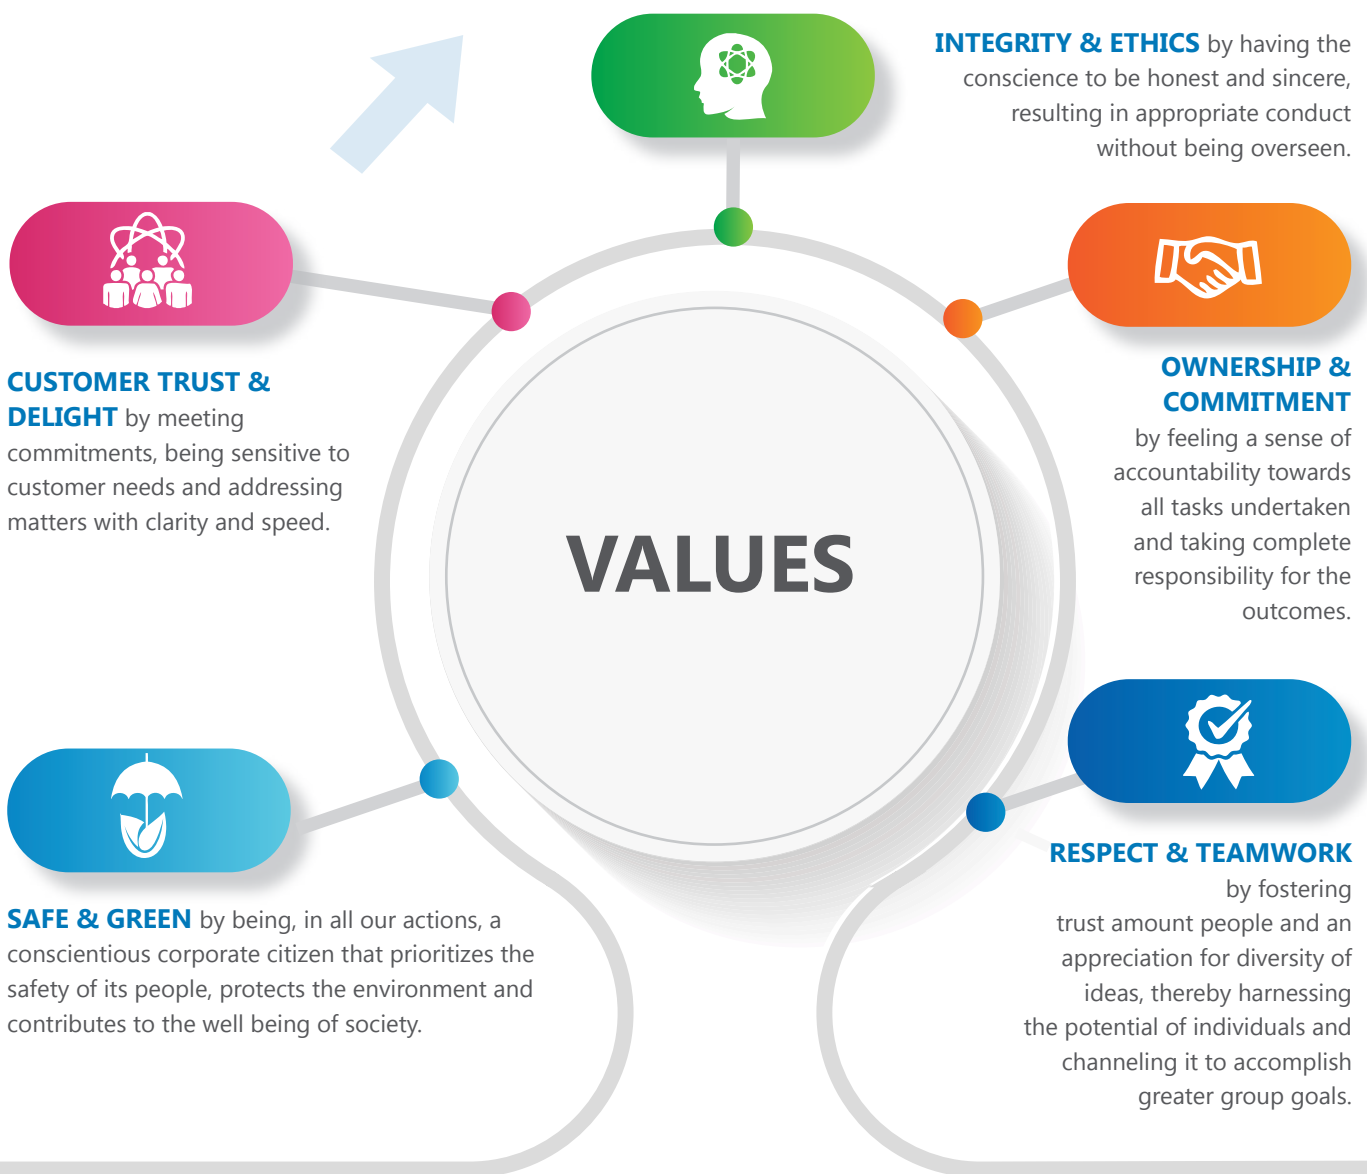 INTEGRITY & ETHICS by having the
conscience to be honest and sincere,
resulting in appropriate conduct
without being overseen.
CUSTOMER TRUST &
DELIGHT by meeting
commitments, being sensitive to
customer needs and addressing
matters with clarity and speed.
OWNERSHIP &
COMMITMENT
by feeling a sense of
accountability towards
all tasks undertaken
and taking complete
responsibility for the
outcomes.
VALUES
SAFE & GREEN by being, in all our actions, a
conscientious corporate citizen that prioritizes the
safety of its people, protects the environment and
contributes to the well being of society.
RESPECT & TEAMWORK
by fostering
trust amount people and an
appreciation for diversity of
ideas, thereby harnessing
the potential of individuals and
channeling it to accomplish
greater group goals.